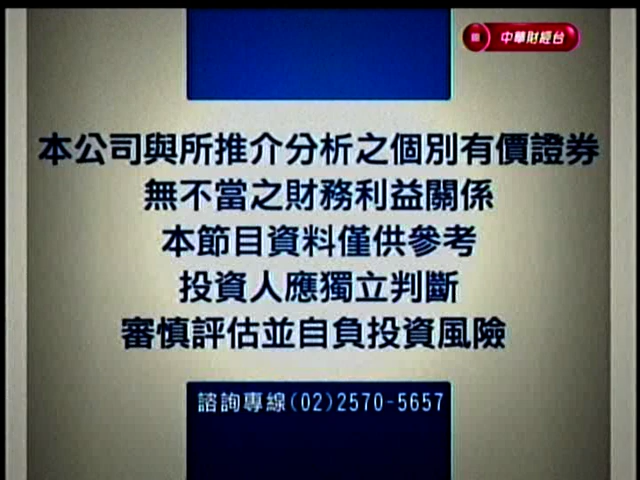 中華財經台
本公司與所推介分析之個別有價證券
無不當之財務利益關係
本節目資料僅供參考
投資人應獨立判斷
審慎評估並自負投資風險
諮詢專線(02)2570-5657